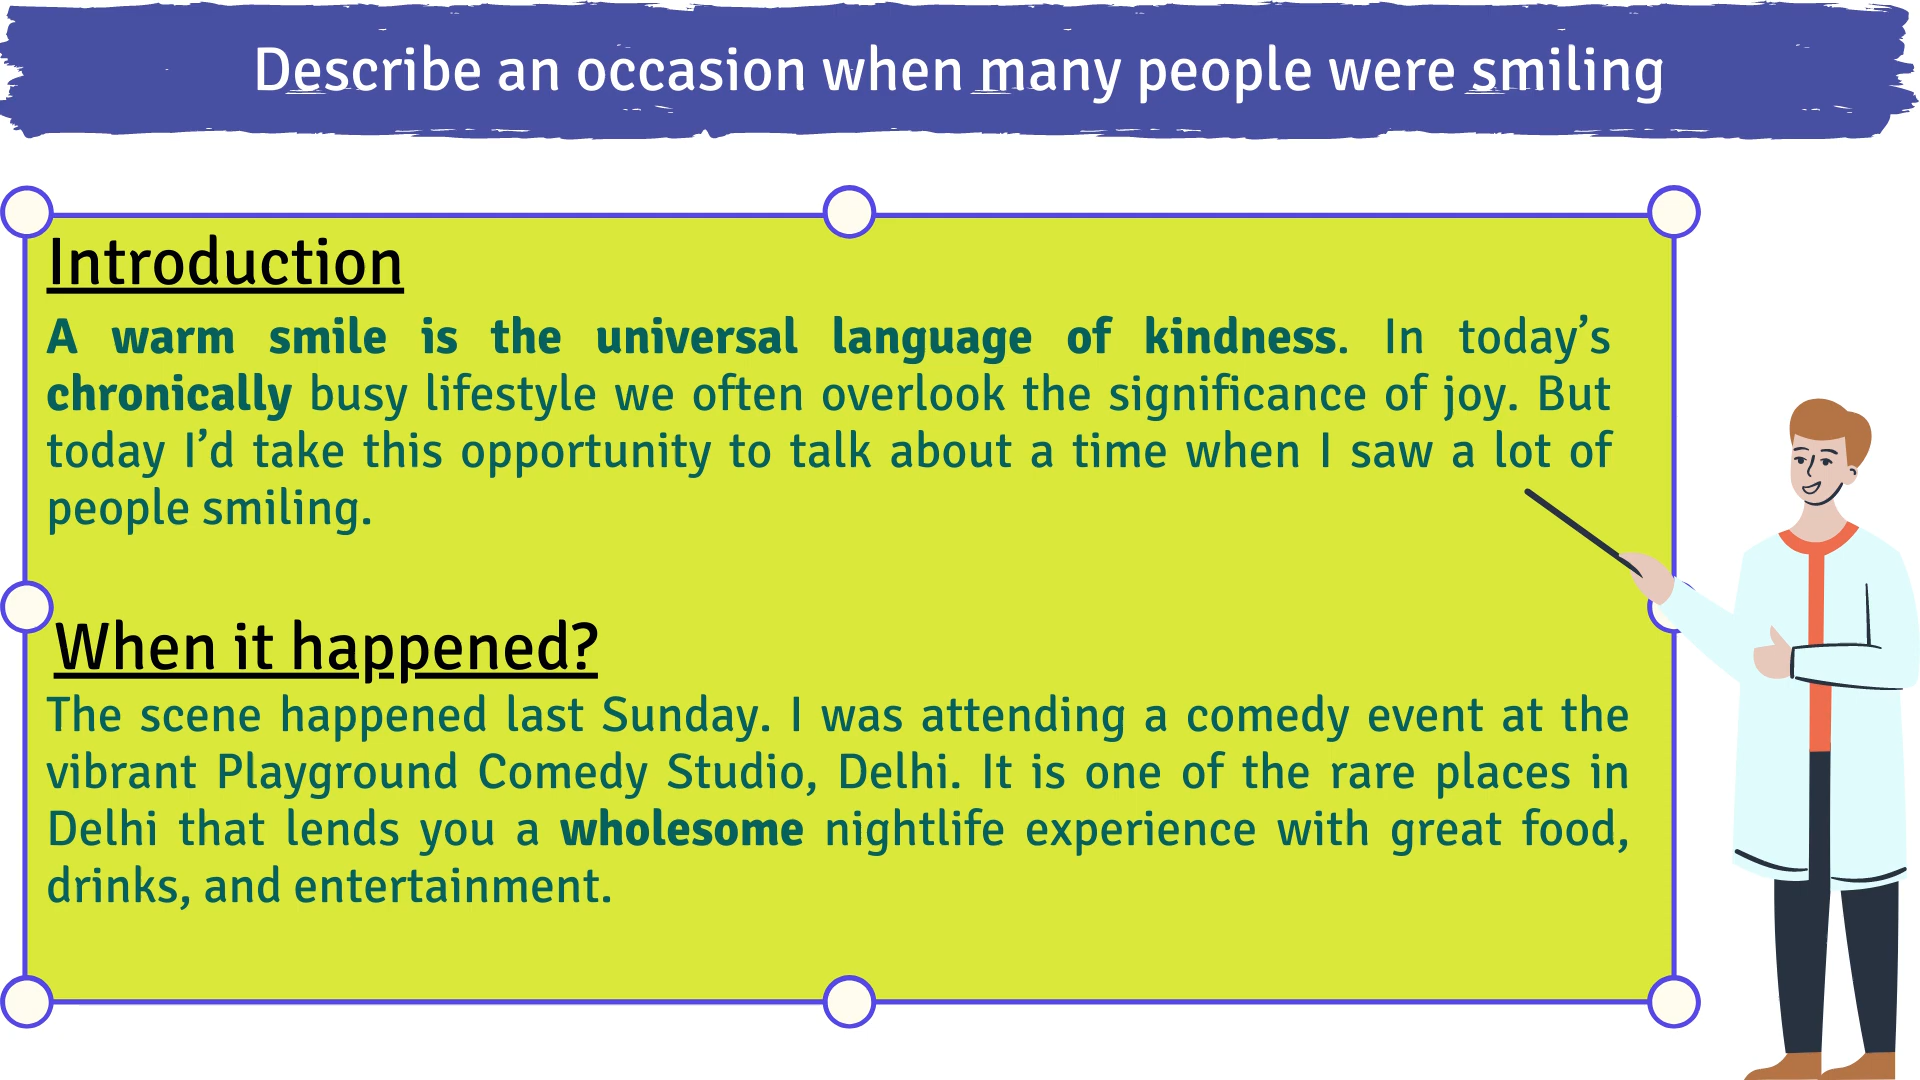 Describe an occasion when many people were smiling
Introduction
A warm smile is the universal language of kindness. In today’s
chronically busy lifestyle we often overlook the significance of joy. But
today I’d take this opportunity to talk about a time when I saw a lot of
people smiling.
When it happened?
The scene happened last Sunday. I was attending a comedy event at the
vibrant Playground Comedy Studio, Delhi. It is one of the rare places in
Delhi that lends you a wholesome nightlife experience with great food,
drinks, and entertainment.